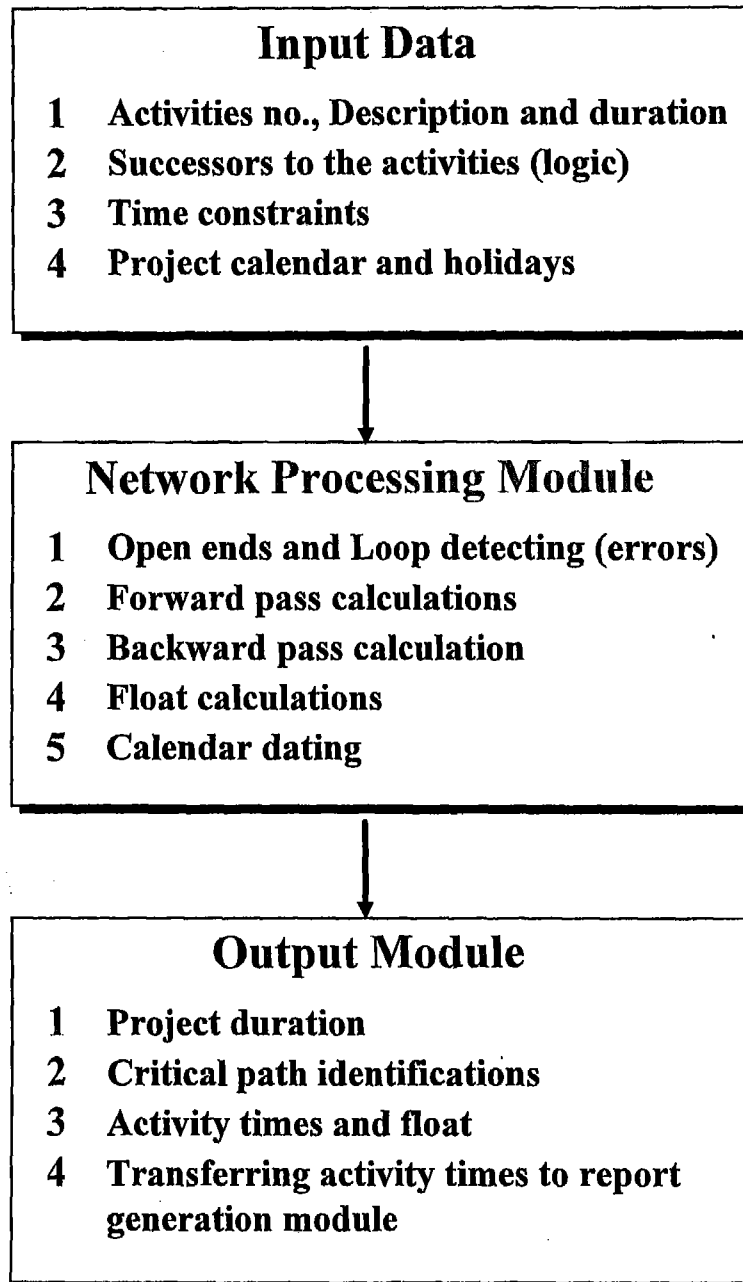 Input Data
1 Activities no., Description and duration
2 Successors to the activities (logic)
3 Time constraints
4 Project calendar and holidays
Network Processing Module
1 Open ends and Loop detecting (errors)
2 Forward pass calculations
3 Backward pass calculation
4 Float calculations
5 Calendar dating
Output Module
1 Project duration
2 Critical path identifications
3 Activity times and float
4 Transferring activity times to report
generation module